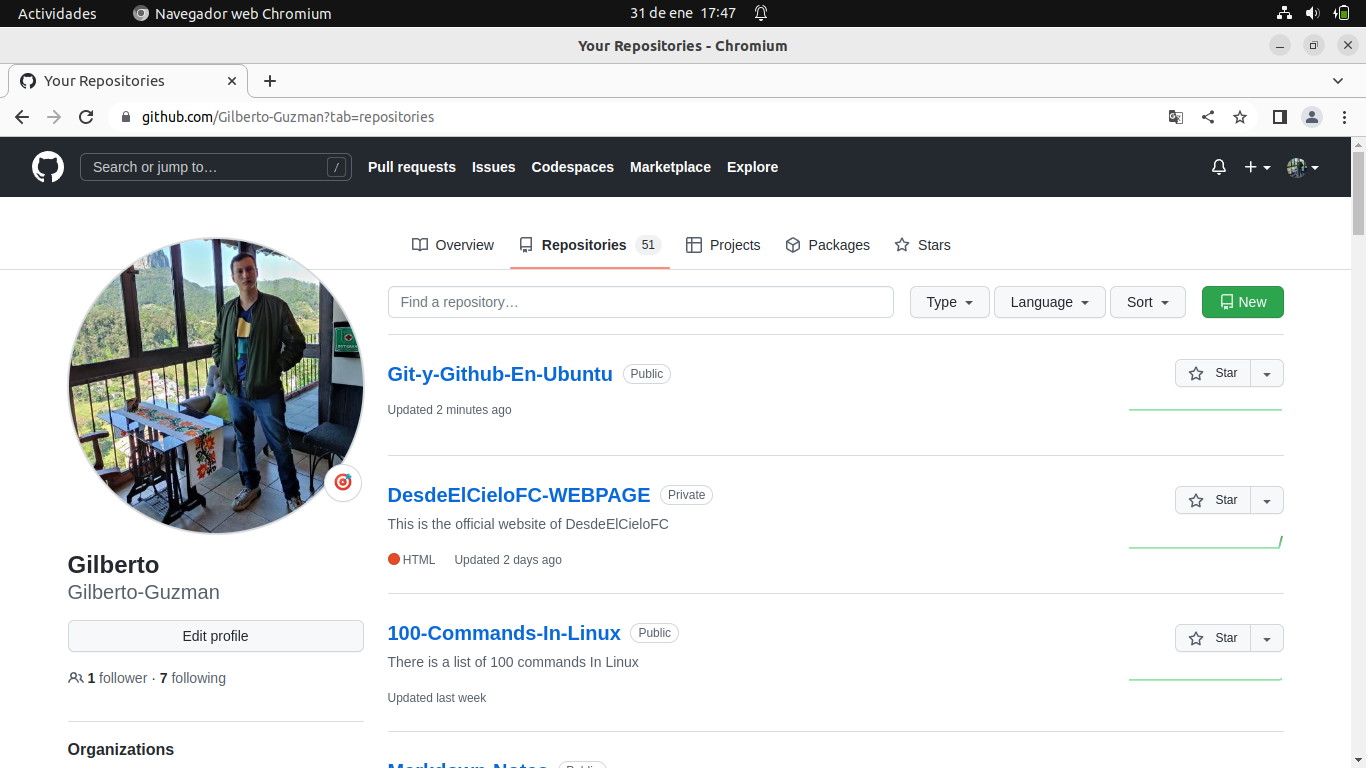 Actividades Navegador web Chromium 31 de ene 17:47
Your Repositories - Chromium
Your Repositories
github.com/Gilberto-Guzman?tab=repositories
Search or jump to… / Pull requests Issues Codespaces Marketplace Explore
Overview Repositories 51 Projects Packages Stars
Find a repository… Type Language Sort New
Git-y-Github-En-Ubuntu Public Star
Updated 2 minutes ago
DesdeElCieloFC-WEBPAGE Private Star
This is the official website of DesdeElCieloFC
HTML Updated 2 days ago
Gilberto
Gilberto-Guzman
Edit profile
1 follower · 7 following
Organizations
100-Commands-In-Linux Public Star
There is a list of 100 commands In Linux
Updated last week
Markdown-Notes Public